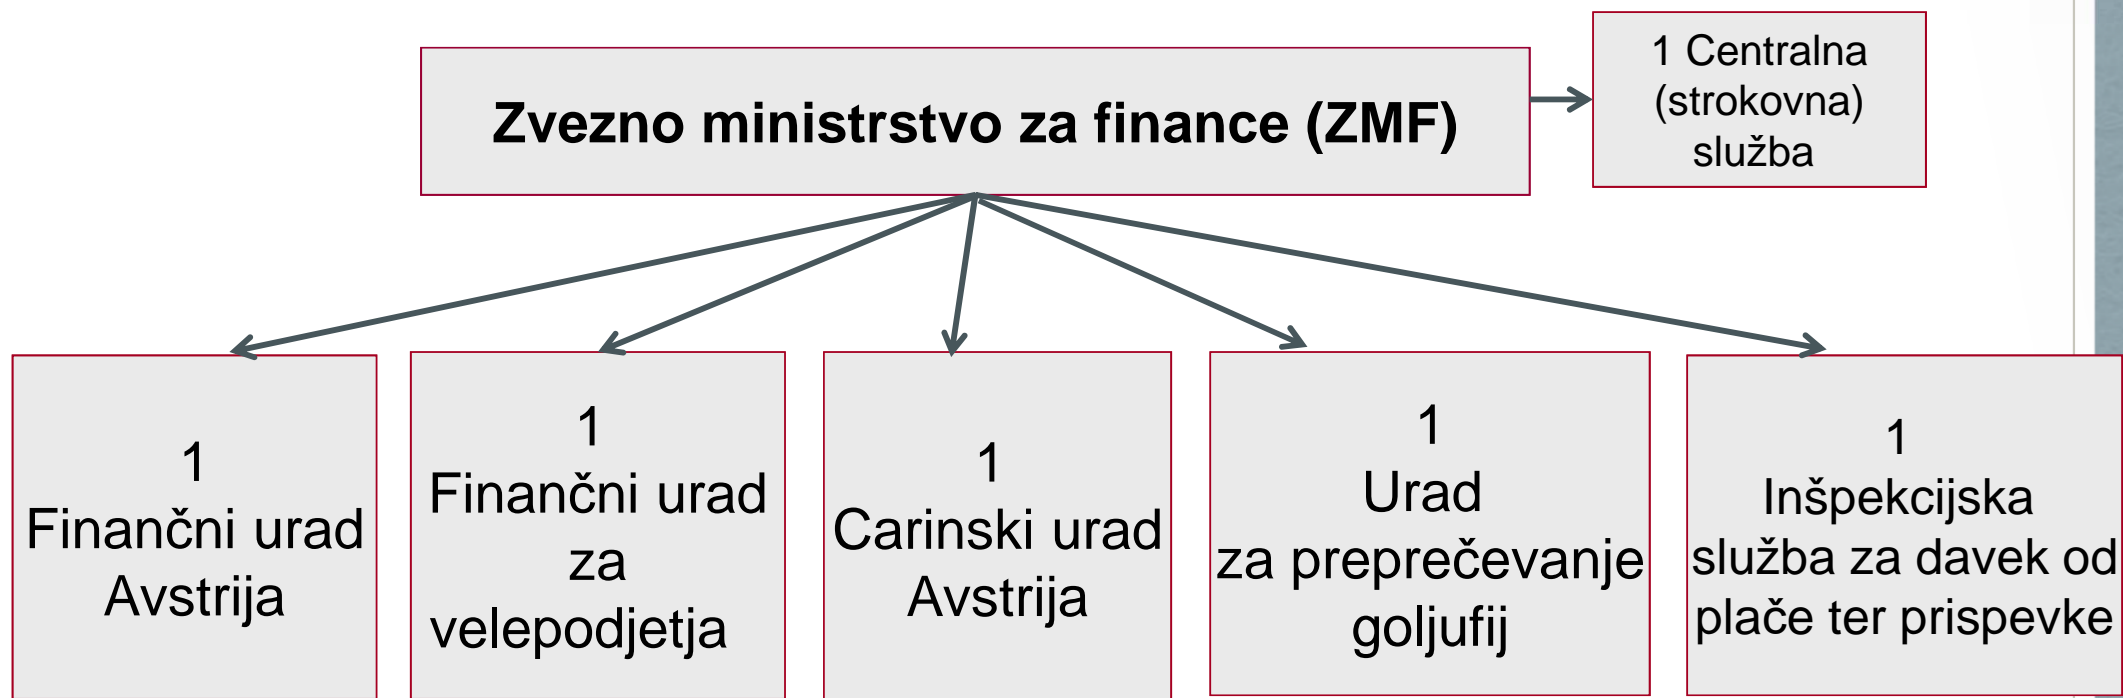 Zvezno ministrstvo za finance (ZMF)
1 Centralna
(strokovna)
služba
1
Finančni urad
Avstrija
1
Finančni urad
za
velepodjetja
1
Carinski urad
Avstrija
1
Urad
za preprečevanje
goljufij
1
Inšpekcijska
služba za davek od
plače ter prispevke